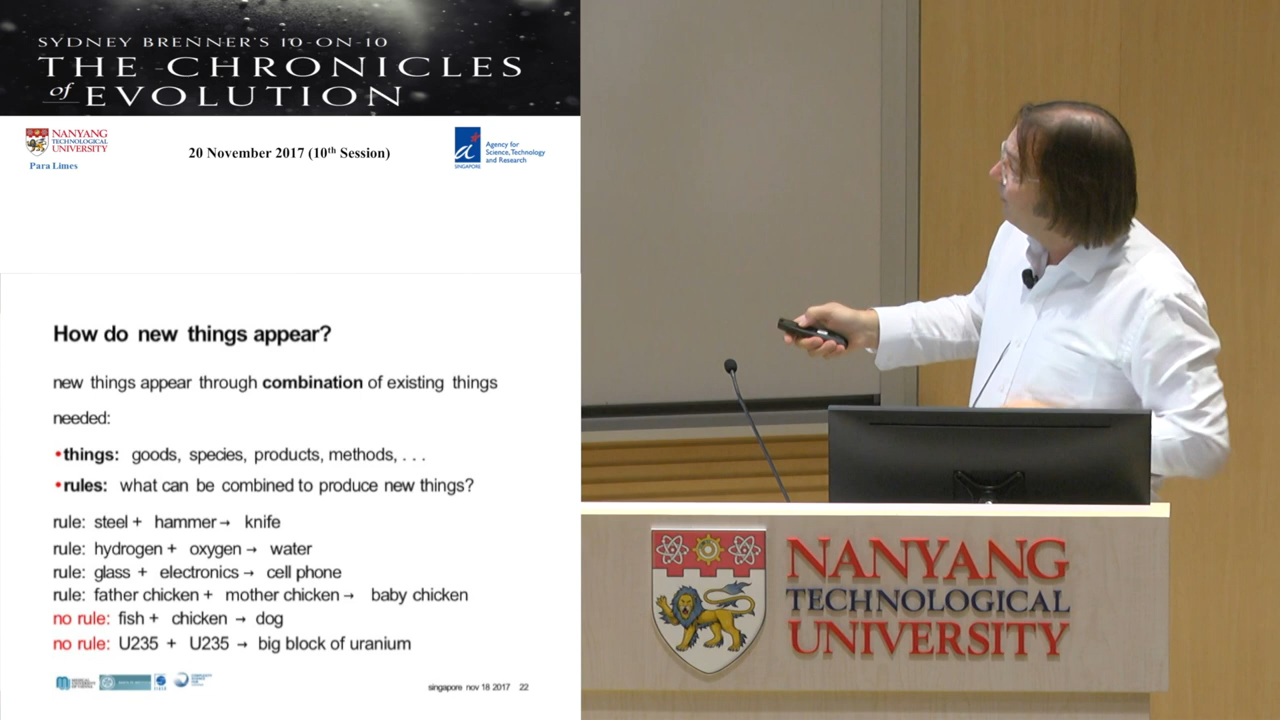 SYDNEY BRENNER'S 10-ON-10
THE CHRONICLES
of EVOLUTION
NANYANG
TECHNOLOGICAL
UNIVERSITY
Para Limes
20 November 2017 (10th Session)
Agency for
Science, Technology
and Research
SINGAPORE
How do new things appear?
new things appear through combination of existing things
needed:
•things: goods, species, products, methods, . . .
•rules: what can be combined to produce new things?
rule: steel + hammer→ knife
rule: hydrogen + oxygen→ water
rule: glass + electronics→ cell phone
rule: father chicken + mother chicken→ baby chicken
no rule: fish + chicken → dog
no rule: U235 + U235 → big block of uranium
singapore nov 18 2017 22
NANYANG
TECHNOLOGICAL
UNIVERSITY